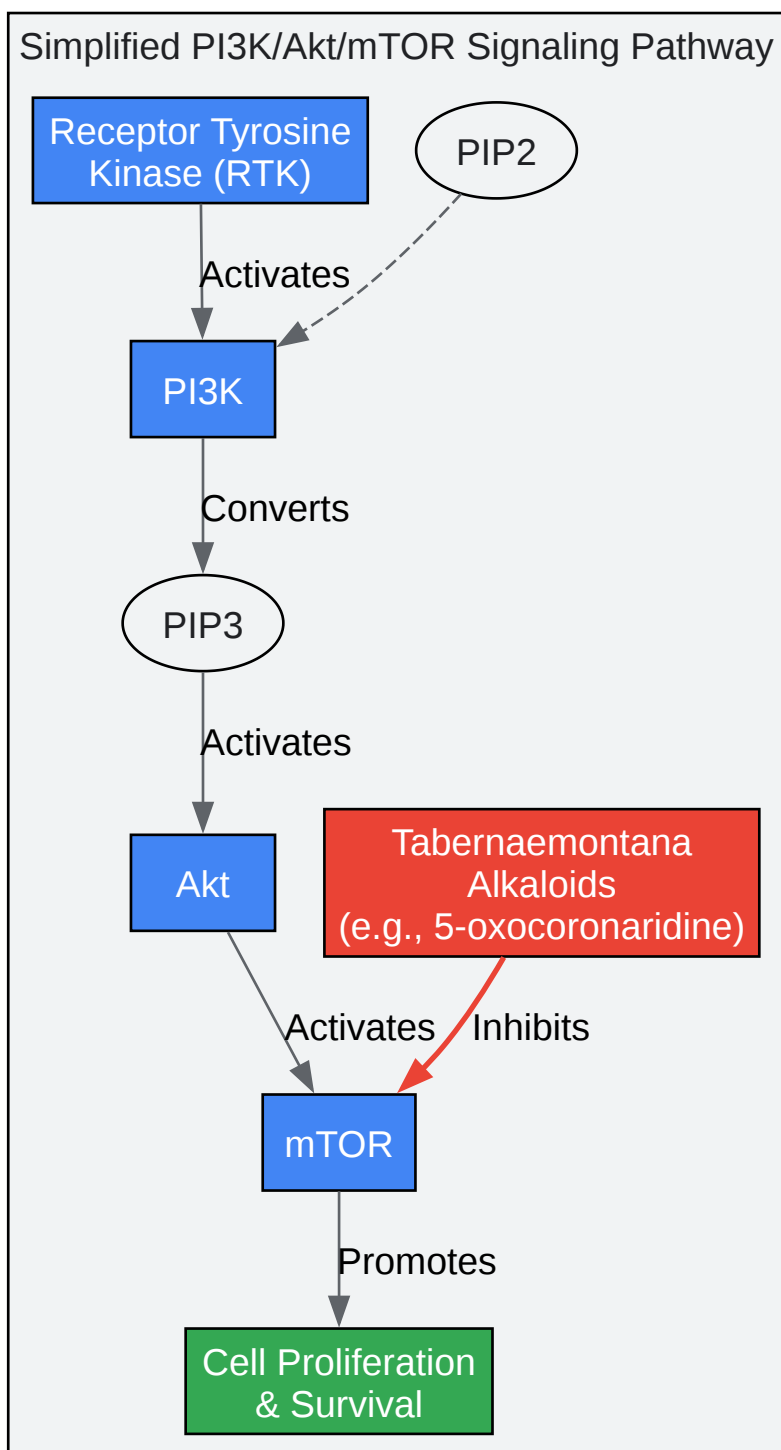 Simplified PI3K/Akt/mTOR Signaling Pathway
Receptor Tyrosine
Kinase (RTK)
PIP2
Activates
PI3K
Converts
PIP3
Activates
Akt
Tabernaemontana
Alkaloids
(e.g., 5-oxocoronaridine)
Activates
Inhibits
mTOR
Promotes
Cell Proliferation
& Survival